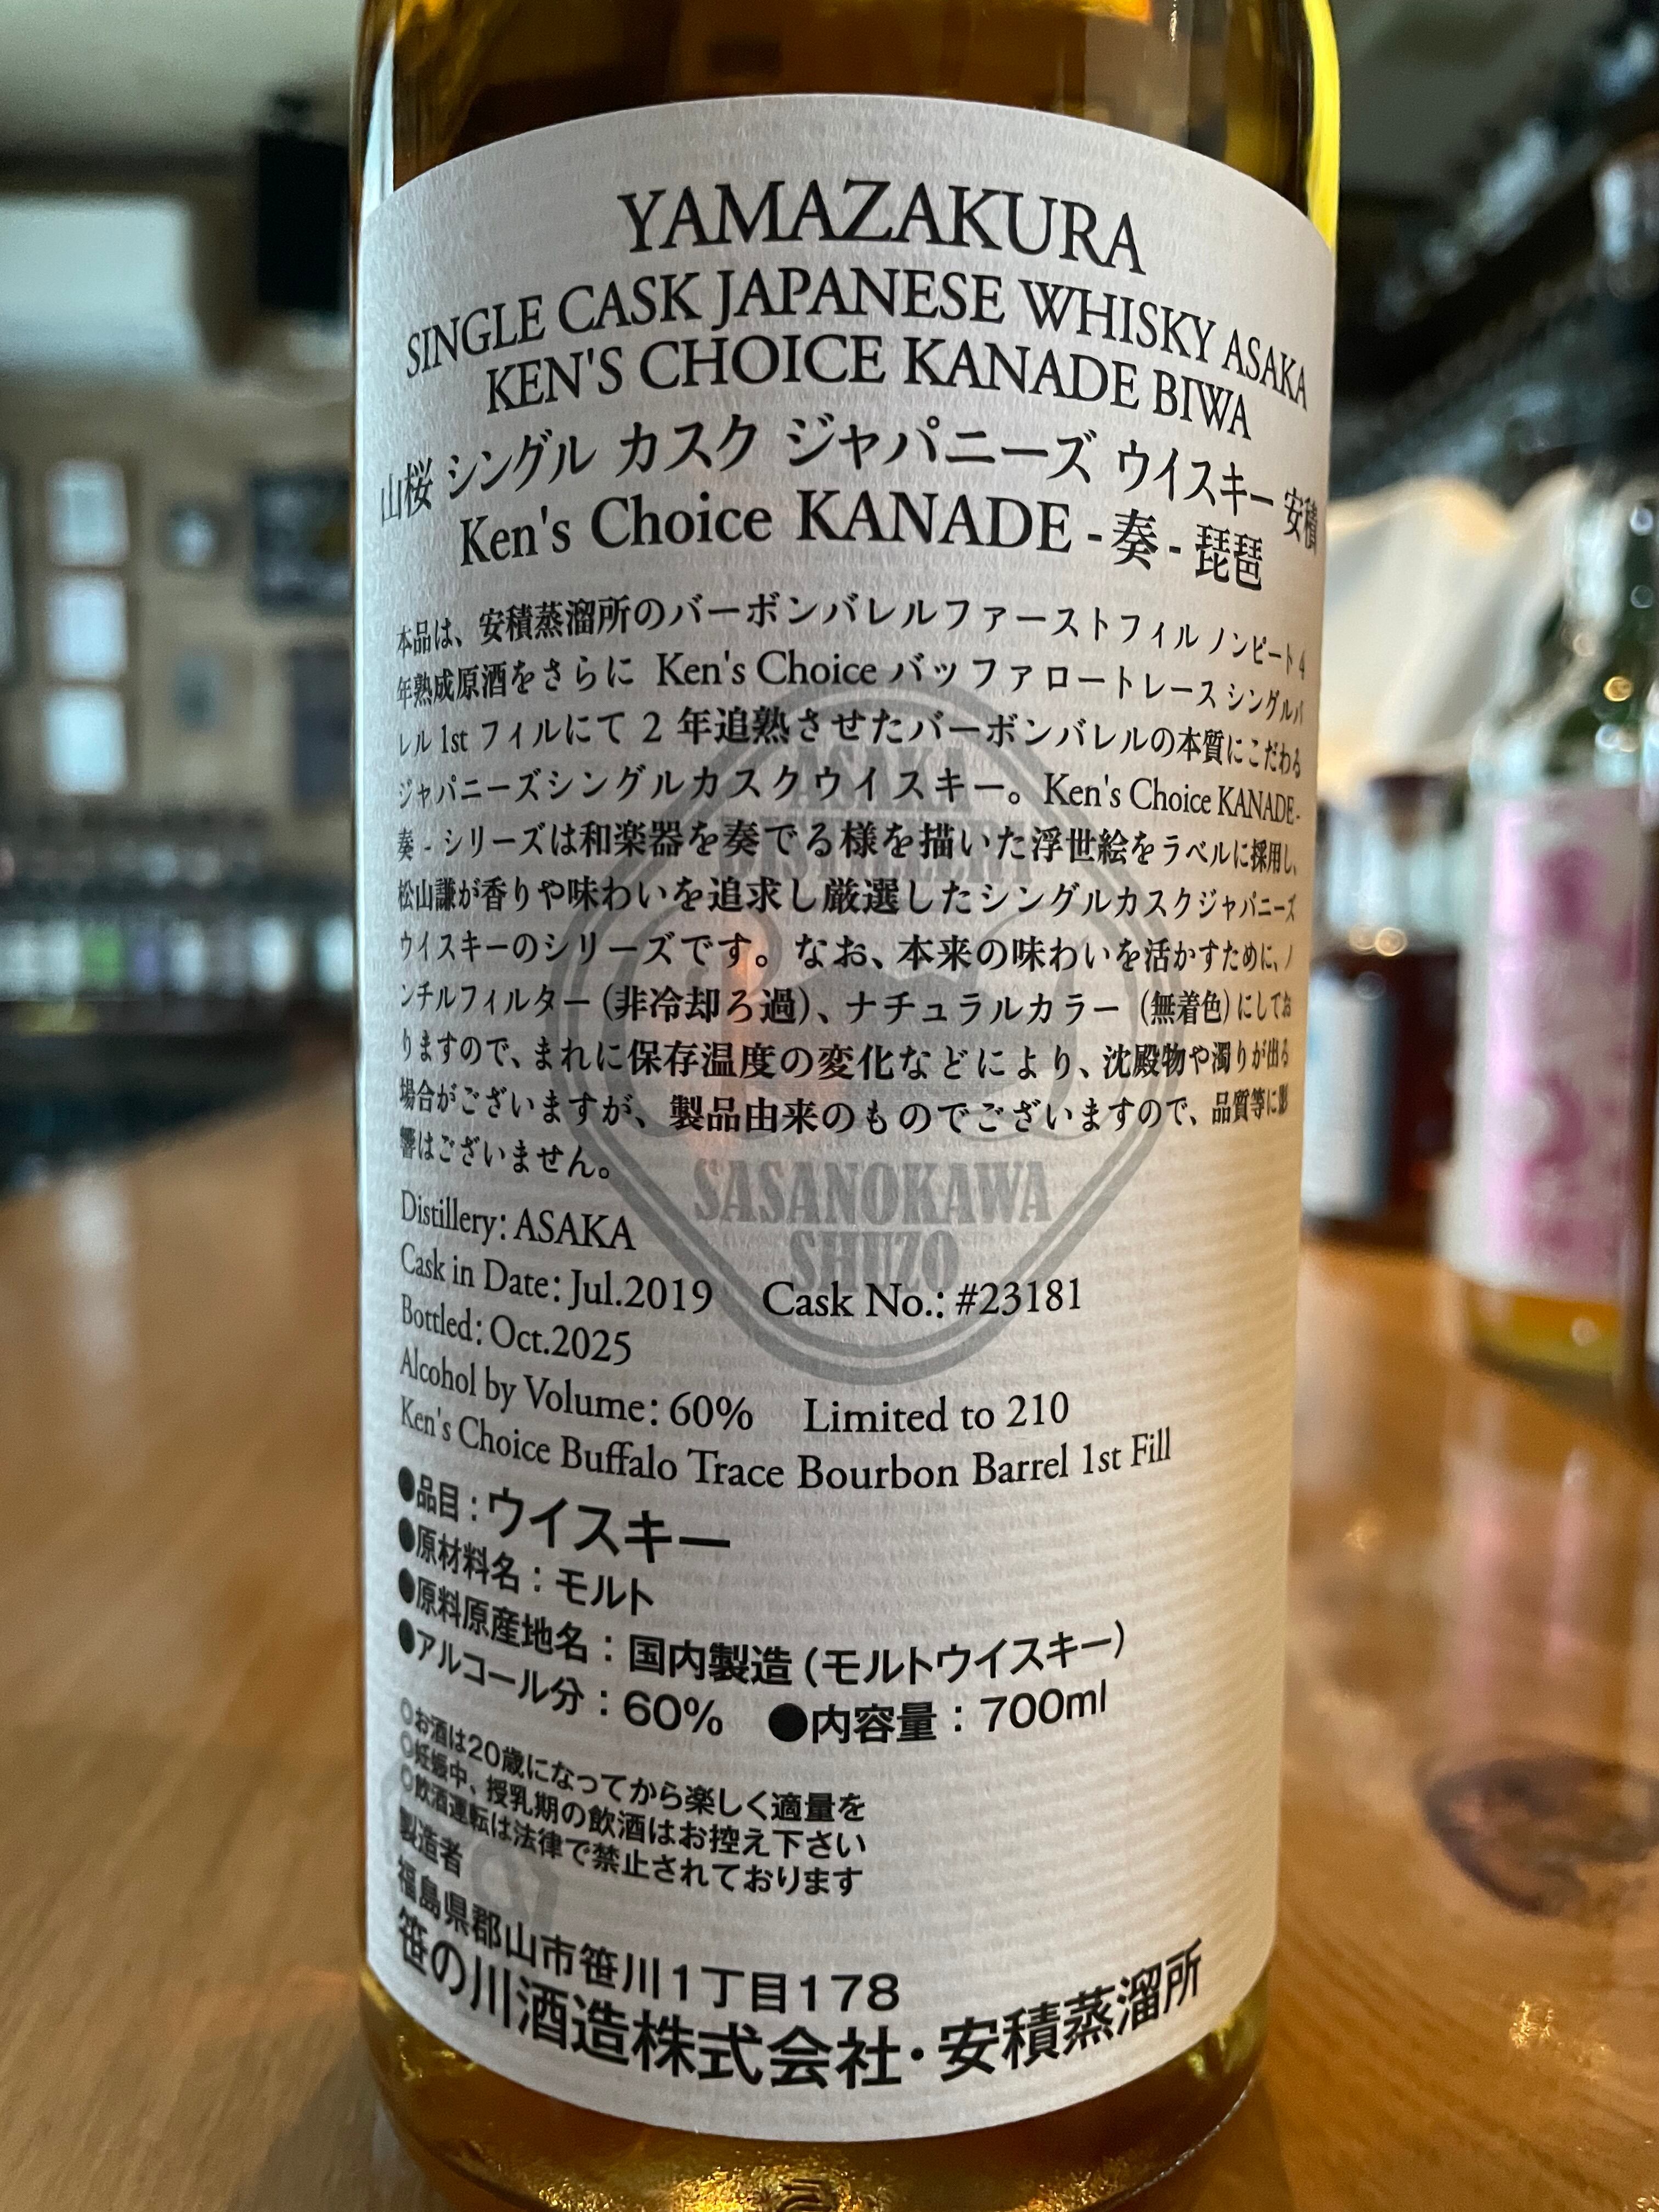 YAMAZAKURA
SINGLE CASK JAPANESE WHISKY ASAKA
KEN'S CHOICE KANADE BIWA
山桜 シングル カスク ジャパニーズ ウイスキー 安積
Ken's Choice KANADE - 奏 - 琵琶
本品は、安積蒸溜所のバーボンバレルファーストフィル ノンピート 4
年熟成原酒をさらに Ken's Choice バッファロートレース シングルバ
レル 1st フィルにて 2 年追熟させたバーボンバレルの本質にこだわる
ジャパニーズシングルカスクウイスキー。Ken's Choice KANADE -
奏 - シリーズは和楽器を奏でる様を描いた浮世絵をラベルに採用し、
松山謙が香りや味わいを追求し厳選したシングルカスクジャパニーズ
ウイスキーのシリーズです。なお、本来の味わいを活かすために、ノ
ンチルフィルター (非冷却ろ過)、ナチュラルカラー (無着色) にしてお
りますので、まれに保存温度の変化などにより、沈殿物や濁りが出る
場合がございますが、製品由来のものでございますので、品質等に影
響はございません。
ASAKA
DISTILLERY
SASANOKAWA
SHUZO
Distillery: ASAKA
Cask in Date: Jul.2019 Cask No.: #23181
Bottled: Oct.2025
Alcohol by Volume: 60% Limited to 210
Ken's Choice Buffalo Trace Bourbon Barrel 1st Fill
●品目：ウイスキー
●原材料名：モルト
●原料原産地名：国内製造 (モルトウイスキー)
●アルコール分：60% ●内容量：700ml
◎お酒は20歳になってから楽しく適量を
◎妊娠中、授乳期の飲酒はお控え下さい
◎飲酒運転は法律で禁止されております
製造者
福島県郡山市笹川1丁目178
笹の川酒造株式会社・安積蒸溜所